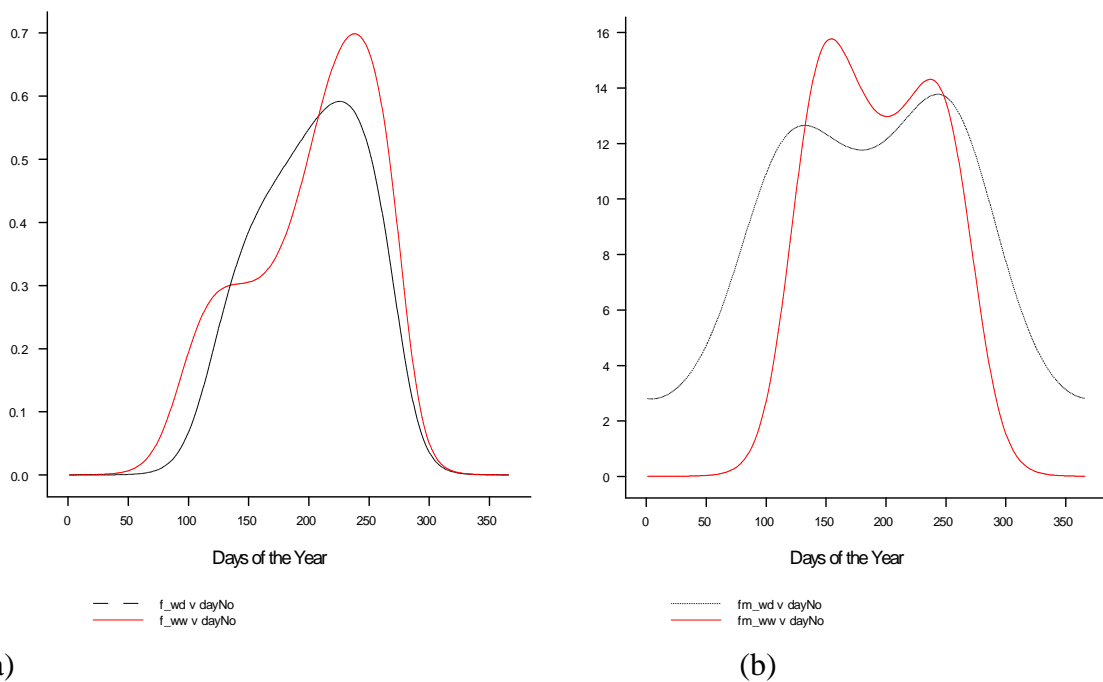 0.7
0.6
0.5
0.4
0.3
0.2
0.1
0.0
0 50 100 150 200 250 300 350
Days of the Year
f_wd v dayNo
f_ww v dayNo
a)
16
14
12
10
8
6
4
2
0
0 50 100 150 200 250 300 350
Days of the Year
fm_wd v dayNo
fm_ww v dayNo
(b)